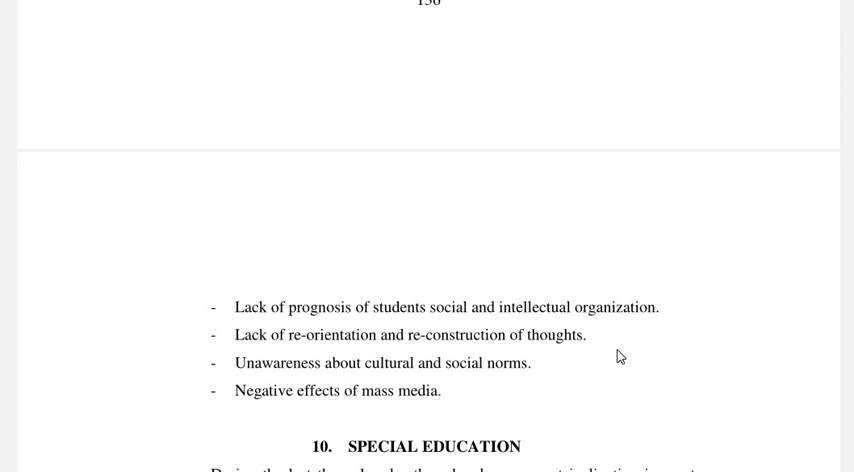 156
- Lack of prognosis of students social and intellectual organization.
- Lack of re-orientation and re-construction of thoughts.
- Unawareness about cultural and social norms.
- Negative effects of mass media.
10. SPECIAL EDUCATION